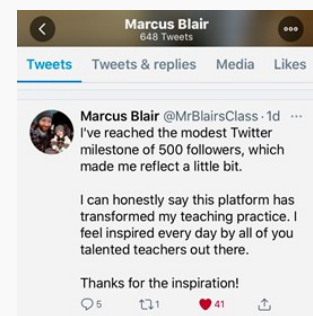 Marcus Blair
648 Tweets
Tweets Tweets & replies Media Likes
Marcus Blair @MrBlairsClass · 1d ···
I've reached the modest Twitter
milestone of 500 followers, which
made me reflect a little bit.
I can honestly say this platform has
transformed my teaching practice. I
feel inspired every day by all of you
talented teachers out there.
Thanks for the inspiration!
5 1 41